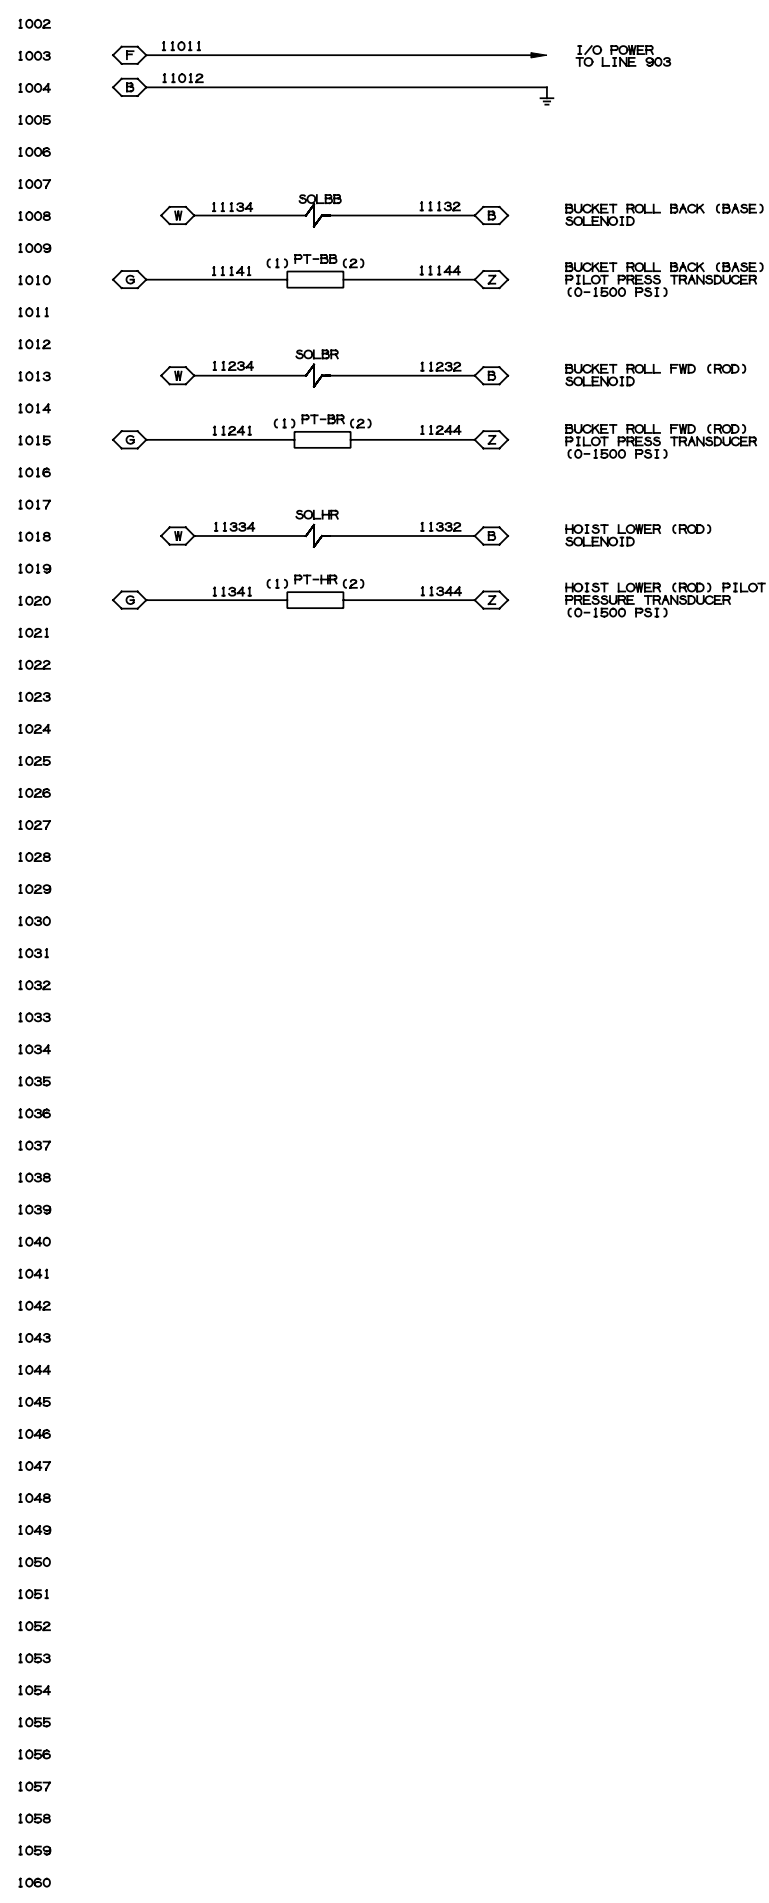 1002
1003 F 11011 I/O POWER
TO LINE 903
1004 B 11012
1005
1006
1007
SOLBB
1008 W 11134 11132 B BUCKET ROLL BACK (BASE)
SOLENOID
1009
(1) PT-BB (2)
1010 G 11141 11144 Z BUCKET ROLL BACK (BASE)
PILOT PRESS TRANSDUCER
(0-1500 PSI)
1011
1012
SOLBR
1013 W 11234 11232 B BUCKET ROLL FWD (ROD)
SOLENOID
1014
(1) PT-BR (2)
1015 G 11241 11244 Z BUCKET ROLL FWD (ROD)
PILOT PRESS TRANSDUCER
(0-1500 PSI)
1016
1017
SOLHR
1018 W 11334 11332 B HOIST LOWER (ROD)
SOLENOID
1019
(1) PT-HR (2)
1020 G 11341 11344 Z HOIST LOWER (ROD) PILOT
PRESSURE TRANSDUCER
(0-1500 PSI)
1021
1022
1023
1024
1025
1026
1027
1028
1029
1030
1031
1032
1033
1034
1035
1036
1037
1038
1039
1040
1041
1042
1043
1044
1045
1046
1047
1048
1049
1050
1051
1052
1053
1054
1055
1056
1057
1058
1059
1060